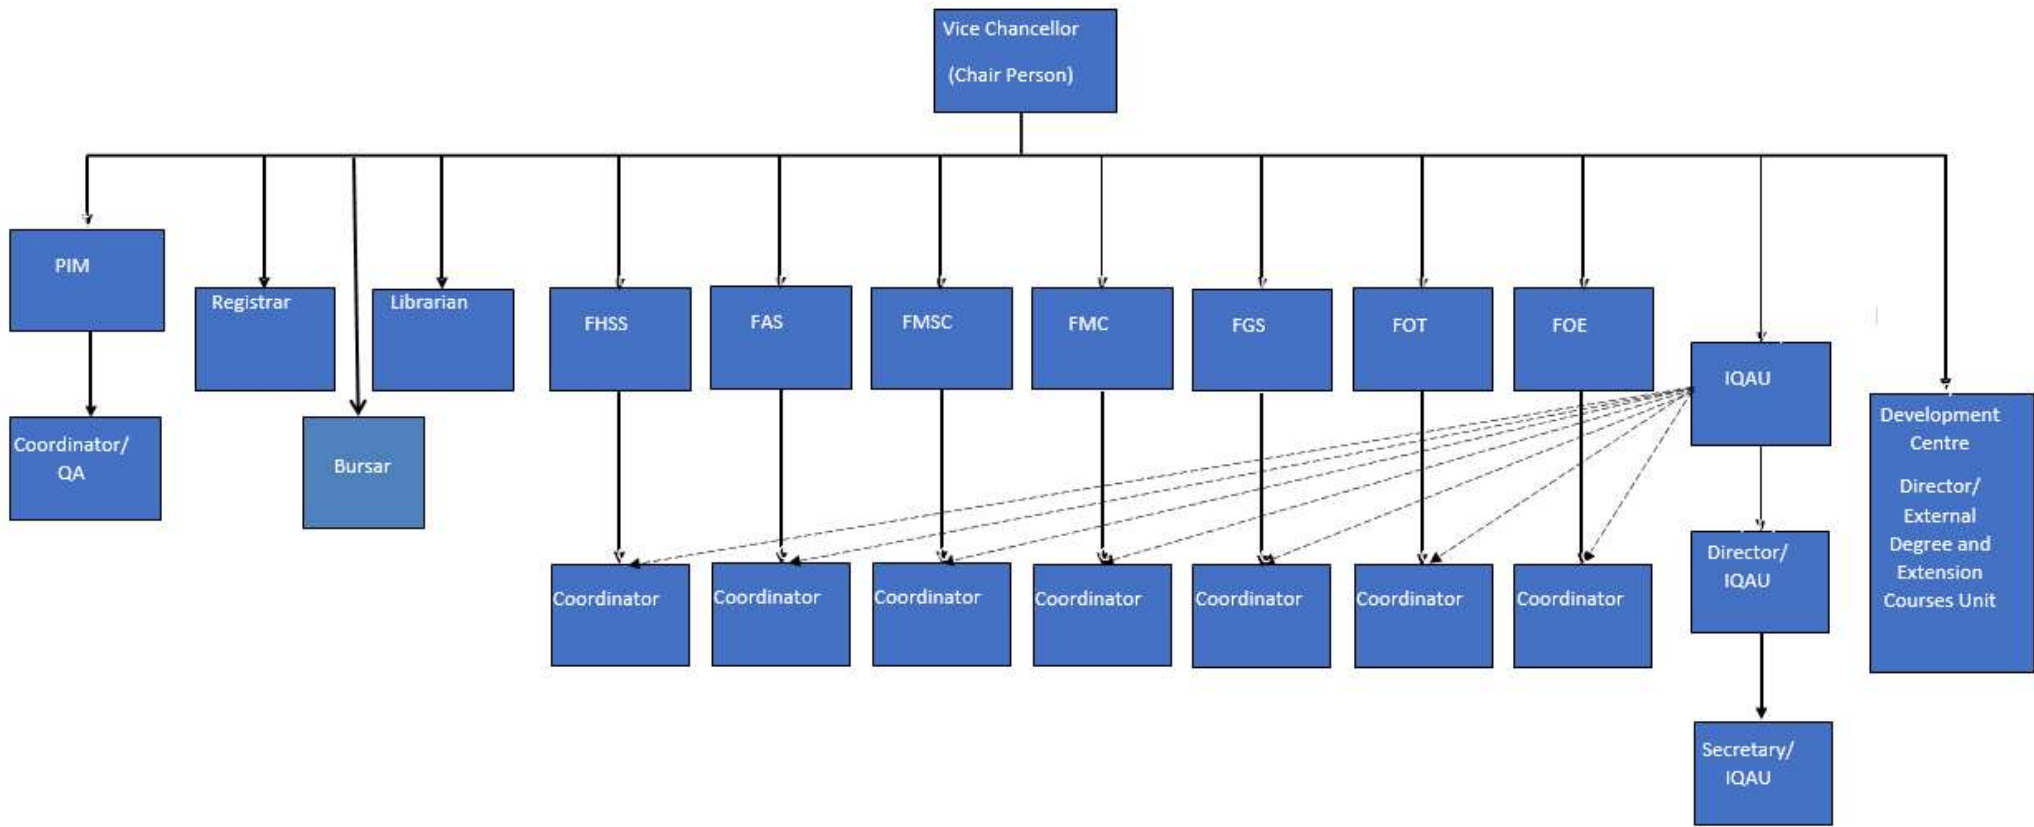 Vice Chancellor
(Chair Person)
PIM
Registrar
Librarian
FHSS
FAS
FMSC
FMC
FGS
FOT
FOE
IQAU
Development
Centre
Director/
External
Degree and
Extension
Courses Unit
Coordinator/
QA
Bursar
Coordinator
Coordinator
Coordinator
Coordinator
Coordinator
Coordinator
Coordinator
Director/
IQAU
Secretary/
IQAU